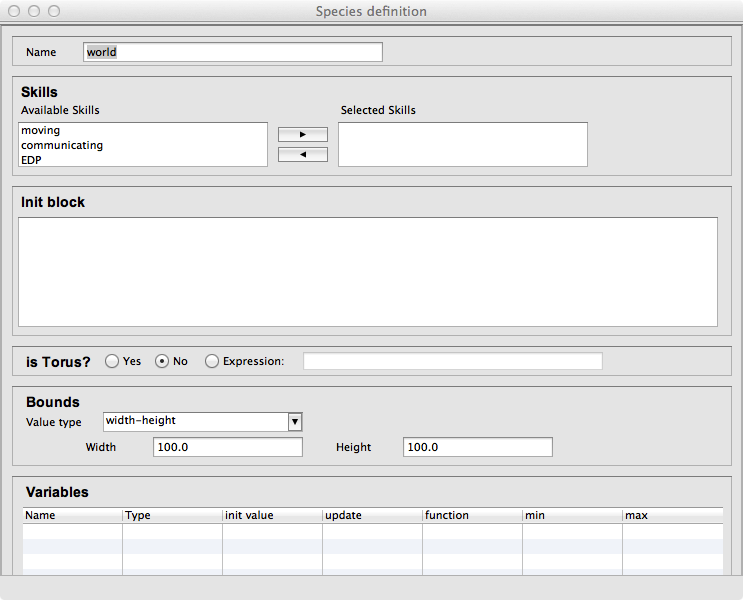 Species definition
Name world
Skills
Available Skills Selected Skills
moving
communicating
EDP
Init block
is Torus? Yes No Expression:
Bounds
Value type width-height
Width 100.0 Height 100.0
Variables
Name Type init value update function min max